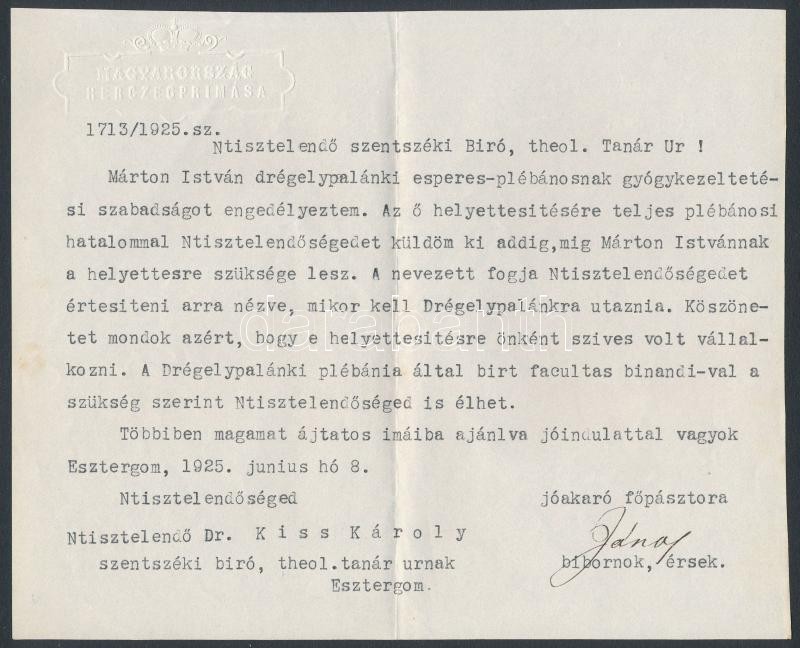 MAGYARORSZÁG
HERCZEGPRIMÁSA
1713/1925.sz.
Ntisztelendő szentszéki Biró, theol. Tanár Ur !
Márton István drégelypalánki esperes-plébánosnak gyógykezelteté-
si szabadságot engedélyeztem. Az ő helyettesitésére teljes plébánosi
hatalommal Ntisztelendőségedet küldöm ki addig,mig Márton Istvánnak
a helyettesre szüksége lesz. A nevezett fogja Ntisztelendőségedet
értesiteni arra nézve, mikor kell Drégelypalánkra utaznia. Köszöne-
tet mondok azért, hogy e helyettesitésre önként szives volt vállal-
kozni. A Drégelypalánki plébánia által birt facultas binandi-val a
szükség szerint Ntisztelendőséged is élhet.
Többiben magamat ájtatos imáiba ajánlva jóindulattal vagyok
Esztergom, 1925. junius hó 8.
Ntisztelendőséged jóakaró főpásztora
Ntisztelendő Dr. K i s s K á r o l y
János
szentszéki biró, theol.tanár urnak bibornok, érsek.
Esztergom.
darabanth